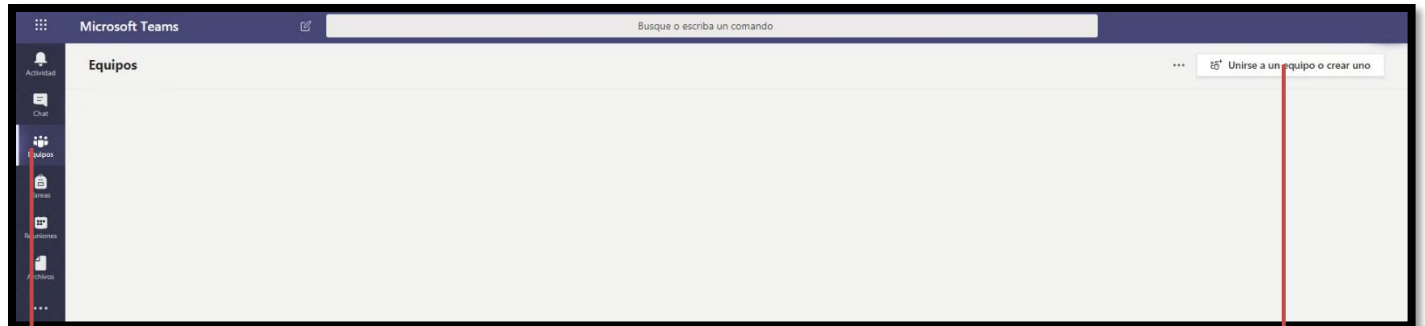 Microsoft Teams
Busque o escriba un comando
Actividad
Equipos
... Unirse a un equipo o crear uno
Chat
Equipos
Tareas
Reuniones
Archivos
...